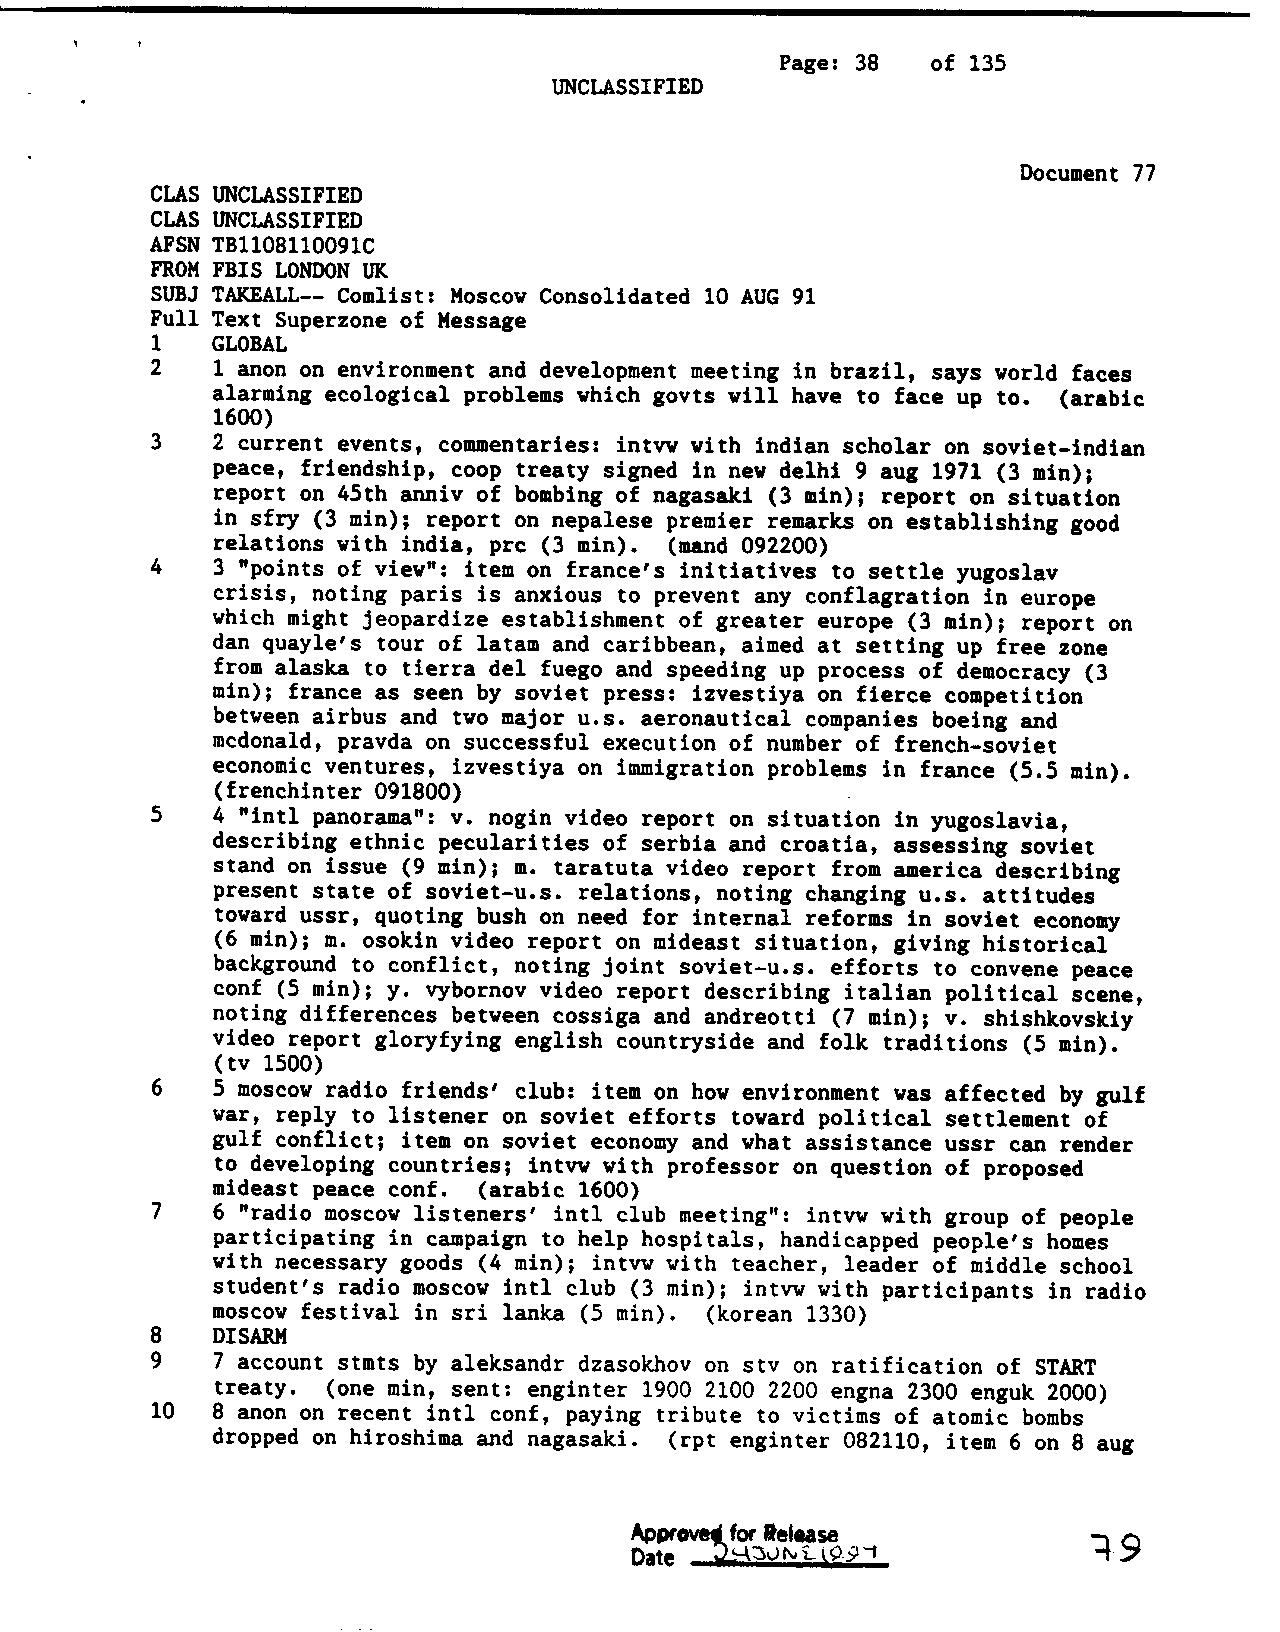 Page: 38 of 135
UNCLASSIFIED
Document 77
CLAS UNCLASSIFIED
CLAS UNCLASSIFIED
AFSN TB1108110091C
FROM FBIS LONDON UK
SUBJ TAKEALL-- Comlist: Moscow Consolidated 10 AUG 91
Full Text Superzone of Message
1 GLOBAL
2 1 anon on environment and development meeting in brazil, says world faces
alarming ecological problems which govts will have to face up to. (arabic
1600)
3 2 current events, commentaries: intvw with indian scholar on soviet-indian
peace, friendship, coop treaty signed in new delhi 9 aug 1971 (3 min);
report on 45th anniv of bombing of nagasaki (3 min); report on situation
in sfry (3 min); report on nepalese premier remarks on establishing good
relations with india, prc (3 min). (mand 092200)
4 3 "points of view": item on france's initiatives to settle yugoslav
crisis, noting paris is anxious to prevent any conflagration in europe
which might jeopardize establishment of greater europe (3 min); report on
dan quayle's tour of latam and caribbean, aimed at setting up free zone
from alaska to tierra del fuego and speeding up process of democracy (3
min); france as seen by soviet press: izvestiya on fierce competition
between airbus and two major u.s. aeronautical companies boeing and
mcdonald, pravda on successful execution of number of french-soviet
economic ventures, izvestiya on immigration problems in france (5.5 min).
(frenchinter 091800)
5 4 "intl panorama": v. nogin video report on situation in yugoslavia,
describing ethnic pecularities of serbia and croatia, assessing soviet
stand on issue (9 min); m. taratuta video report from america describing
present state of soviet-u.s. relations, noting changing u.s. attitudes
toward ussr, quoting bush on need for internal reforms in soviet economy
(6 min); m. osokin video report on mideast situation, giving historical
background to conflict, noting joint soviet-u.s. efforts to convene peace
conf (5 min); y. vybornov video report describing italian political scene,
noting differences between cossiga and andreotti (7 min); v. shishkovskiy
video report gloryfying english countryside and folk traditions (5 min).
(tv 1500)
6 5 moscow radio friends' club: item on how environment was affected by gulf
war, reply to listener on soviet efforts toward political settlement of
gulf conflict; item on soviet economy and what assistance ussr can render
to developing countries; intvw with professor on question of proposed
mideast peace conf. (arabic 1600)
7 6 "radio moscow listeners' intl club meeting": intvw with group of people
participating in campaign to help hospitals, handicapped people's homes
with necessary goods (4 min); intvw with teacher, leader of middle school
student's radio moscow intl club (3 min); intvw with participants in radio
moscow festival in sri lanka (5 min). (korean 1330)
8 DISARM
9 7 account stmts by aleksandr dzasokhov on stv on ratification of START
treaty. (one min, sent: enginter 1900 2100 2200 engna 2300 enguk 2000)
10 8 anon on recent intl conf, paying tribute to victims of atomic bombs
dropped on hiroshima and nagasaki. (rpt enginter 082110, item 6 on 8 aug
Approved for Release
Date 24 JUNE 1997
79